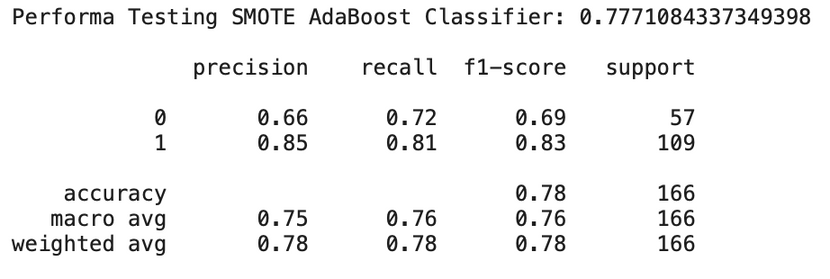 Performa Testing SMOTE AdaBoost Classifier: 0.7771084337349398
precision recall f1-score support
0 0.66 0.72 0.69 57
1 0.85 0.81 0.83 109
accuracy 0.78 166
macro avg 0.75 0.76 0.76 166
weighted avg 0.78 0.78 0.78 166